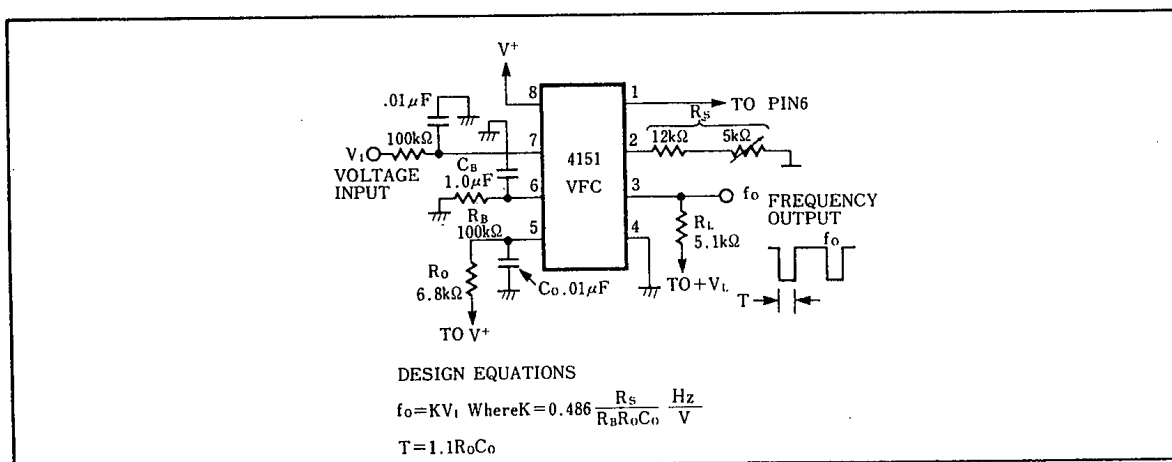 V+
.01μF
8
1
TO PIN6
RS
100kΩ
12kΩ
5kΩ
VI
7
2
VOLTAGE
INPUT
CB
1.0μF
4151
VFC
6
3
fo
FREQUENCY
OUTPUT
RB
100kΩ
RL
5.1kΩ
5
4
fo
RO
6.8kΩ
CO.01μF
TO+VL
T
TO V+
DESIGN EQUATIONS
fo=KVI WhereK=0.486 RS/RBROCO Hz/V
T=1.1ROCO